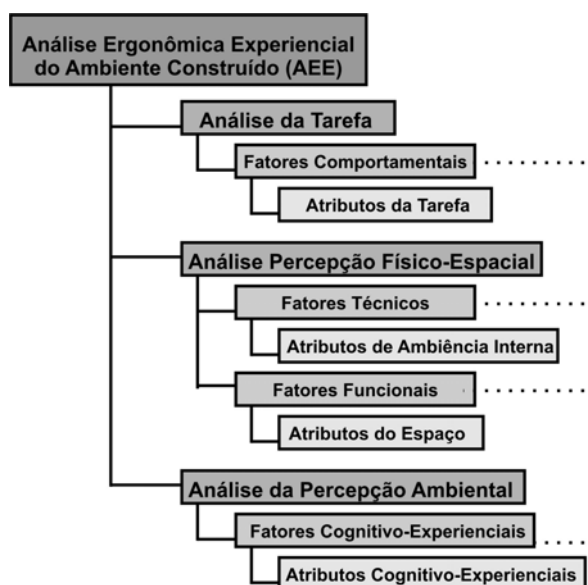 Análise Ergonômica Experiencial
do Ambiente Construído (AEE)
Análise da Tarefa
Fatores Comportamentais
Atributos da Tarefa
Análise Percepção Físico-Espacial
Fatores Técnicos
Atributos de Ambiência Interna
Fatores Funcionais
Atributos do Espaço
Análise da Percepção Ambiental
Fatores Cognitivo-Experienciais
Atributos Cognitivo-Experienciais